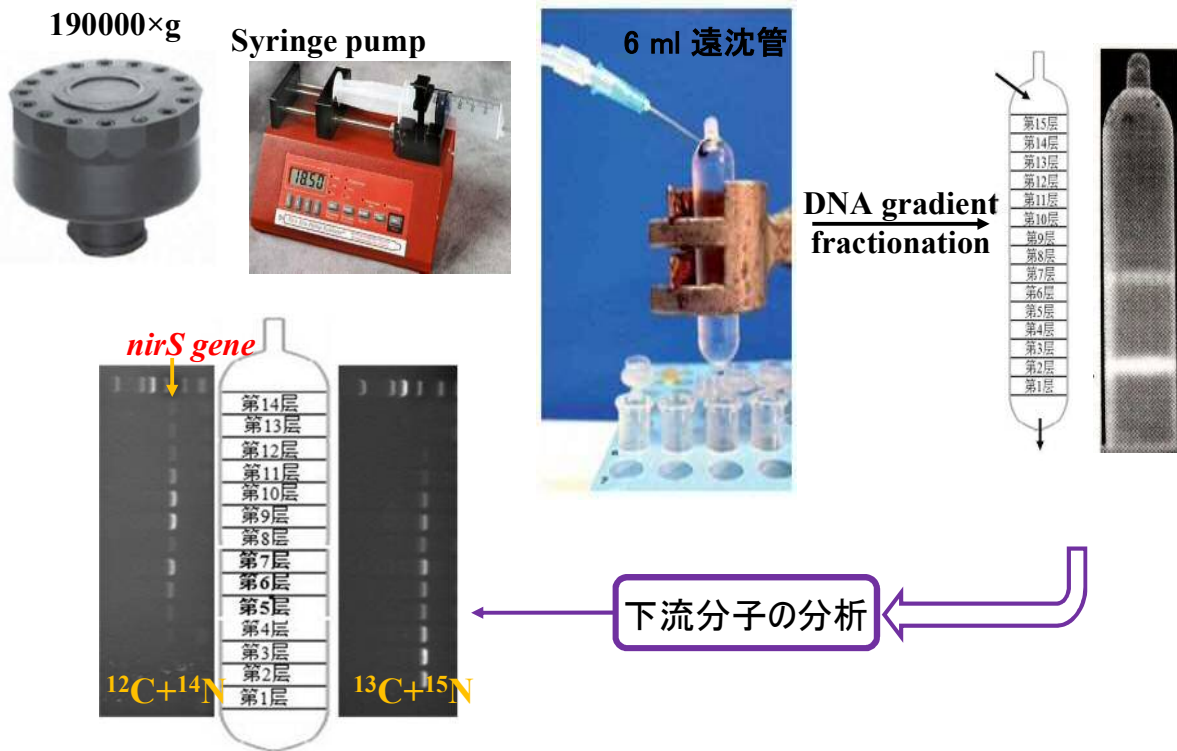 190000×g
Syringe pump
1850
6 ml 遠沈管
DNA gradient
fractionation
第15层
第14层
第13层
第12层
第11层
第10层
第9层
第8层
第7层
第6层
第5层
第4层
第3层
第2层
第1层
nirS gene
第14层
第13层
第12层
第11层
第10层
第9层
第8层
第7层
第6层
第5层
第4层
第3层
第2层
第1层
¹²C+¹⁴N
¹³C+¹⁵N
下流分子の分析